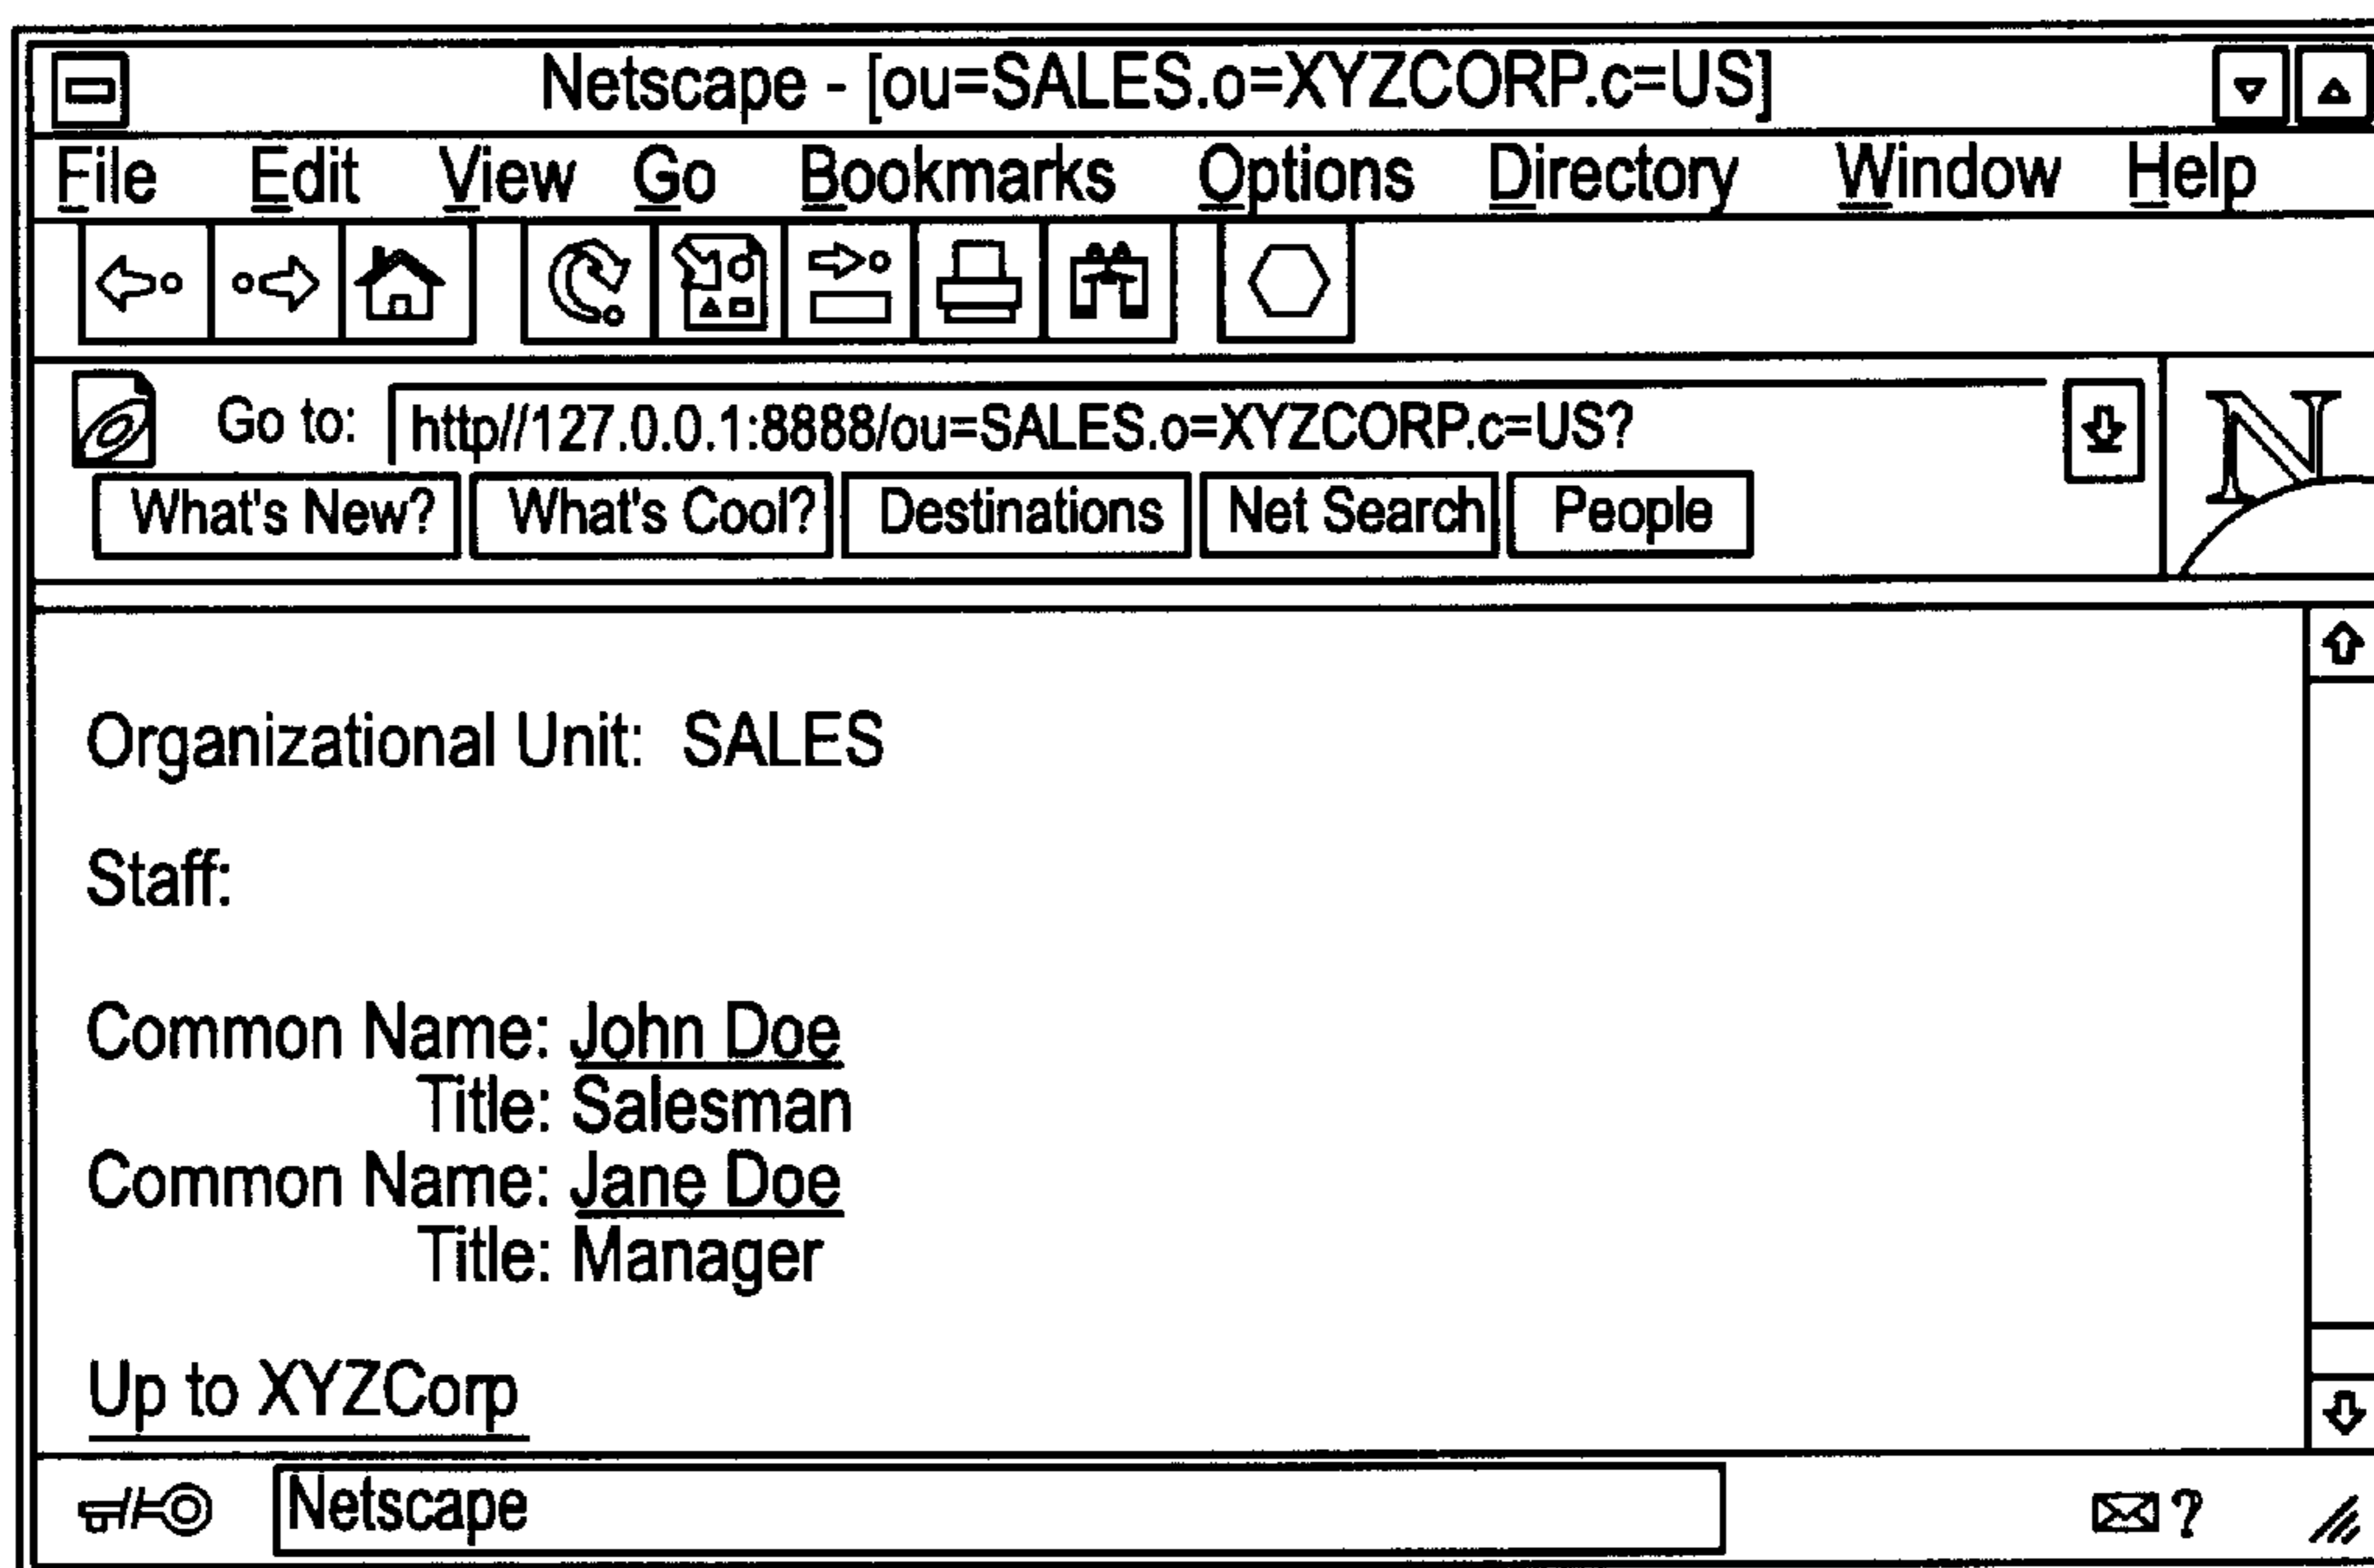 Netscape - [ou=SALES.o=XYZCORP.c=US]
File Edit View Go Bookmarks Options Directory Window Help
Go to: http//127.0.0.1:8888/ou=SALES.o=XYZCORP.c=US?
N
What's New? What's Cool? Destinations Net Search People
Organizational Unit: SALES
Staff:
Common Name: John Doe
Title: Salesman
Common Name: Jane Doe
Title: Manager
Up to XYZCorp
Netscape ?